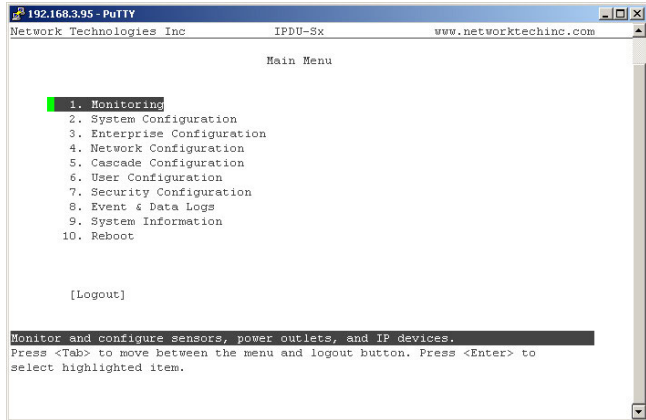 192.168.3.95 - PuTTY
Network Technologies Inc IPDU-Sx www.networktechinc.com
Main Menu
1. Monitoring
2. System Configuration
3. Enterprise Configuration
4. Network Configuration
5. Cascade Configuration
6. User Configuration
7. Security Configuration
8. Event & Data Logs
9. System Information
10. Reboot
[Logout]
Monitor and configure sensors, power outlets, and IP devices.
Press <Tab> to move between the menu and logout button. Press <Enter> to
select highlighted item.